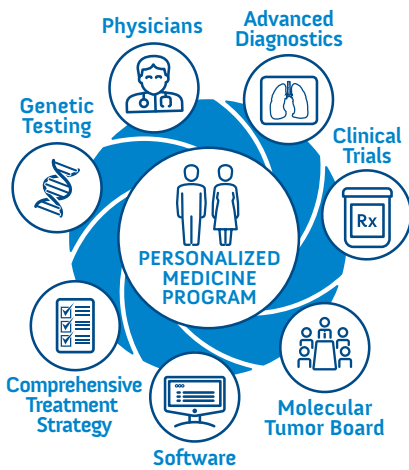 Physicians
Advanced
Diagnostics
Genetic
Testing
Clinical
Trials
Rx
PERSONALIZED
MEDICINE
PROGRAM
Comprehensive
Treatment
Strategy
Molecular
Tumor Board
Software